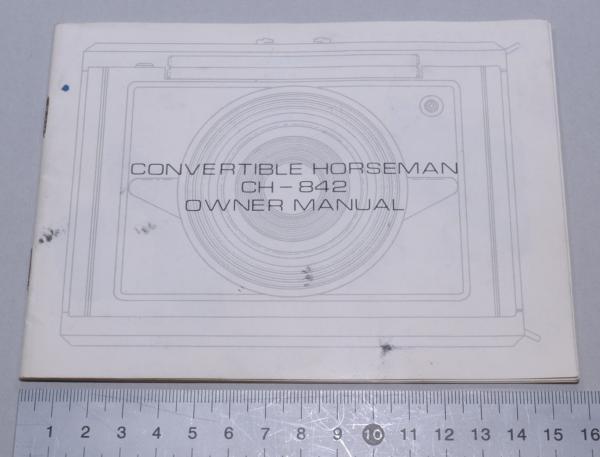 CONVERTIBLE HORSEMAN
CH-842
OWNER MANUAL
1 2 3 4 5 6 7 8 9 10 11 12 13 14 15 16